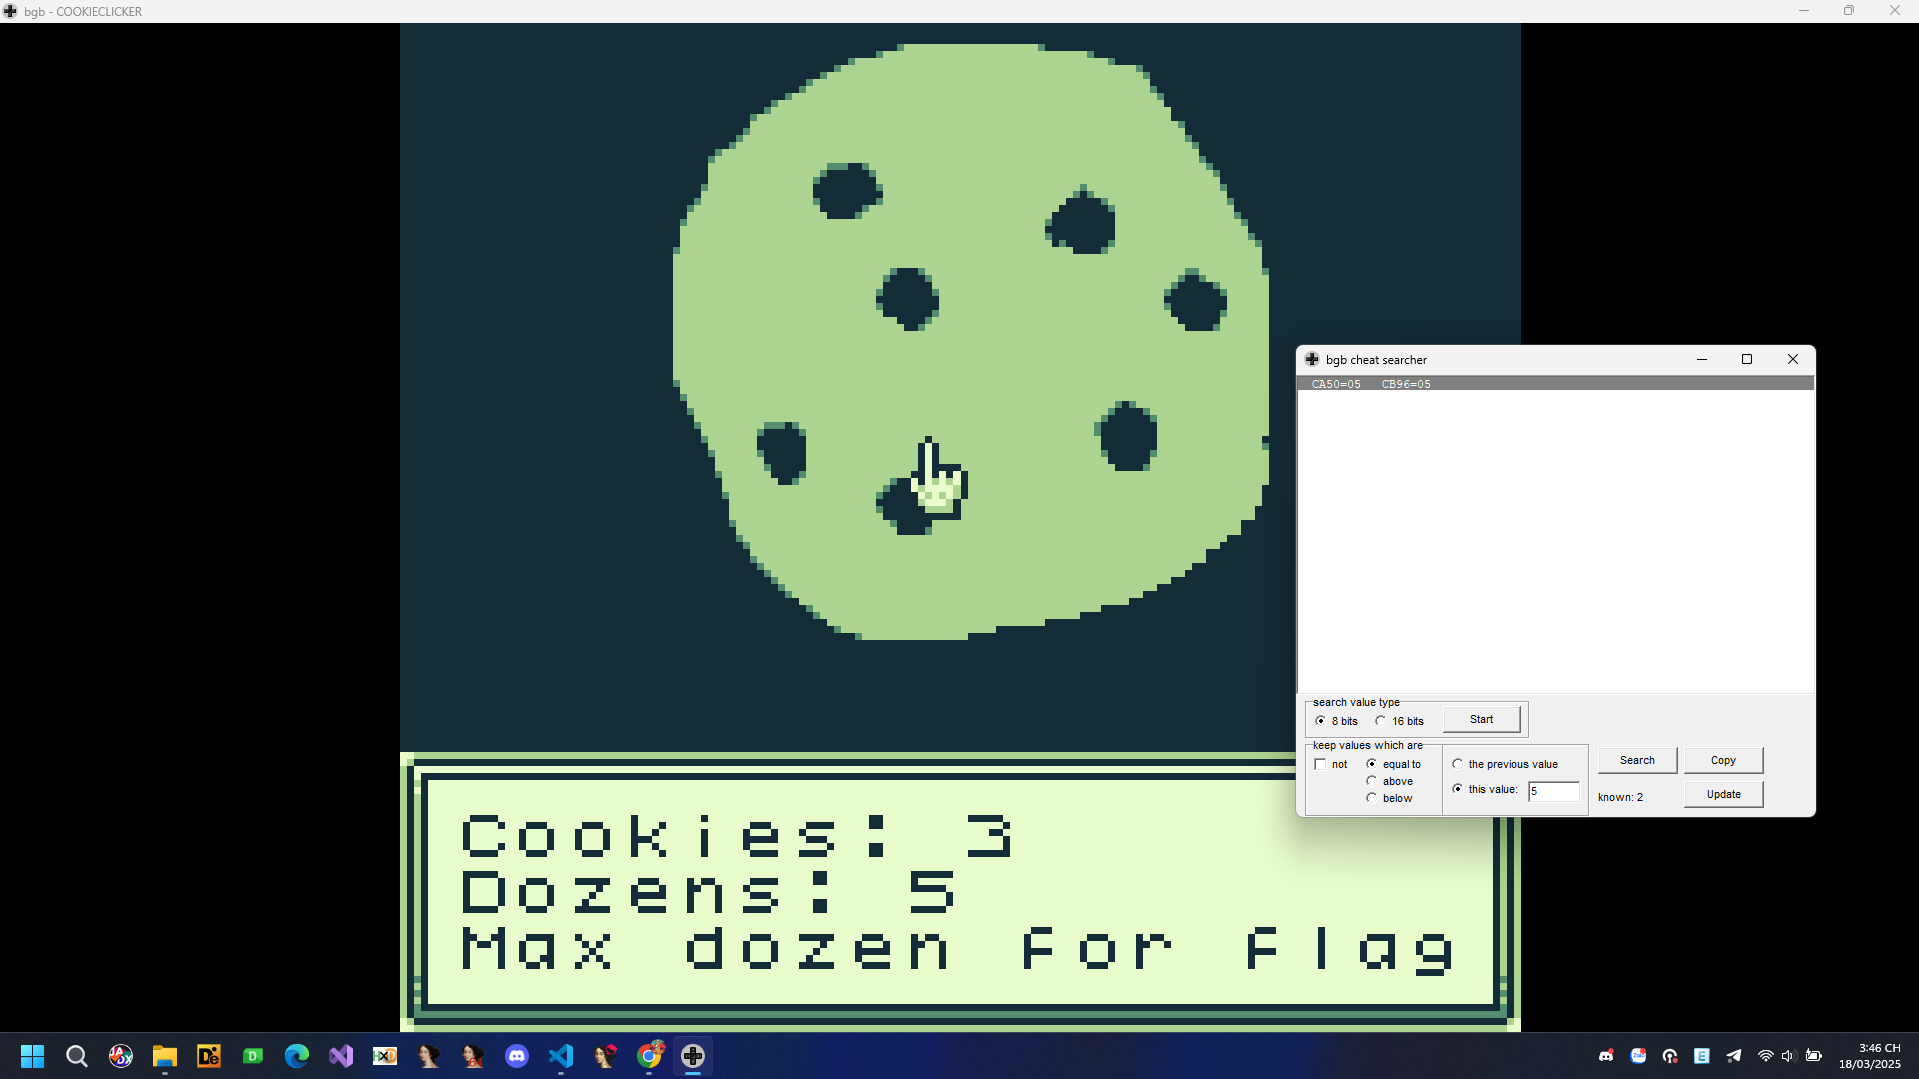 bgb - COOKIECLICKER
bgb cheat searcher
CA50=05 CB96=05
search value type
8 bits 16 bits Start
keep values which are
not equal to the previous value Search Copy
above
this value: 5
below known: 2 Update
Cookies: 3
Dozens: 5
Max dozen for flag
3:46 CH
18/03/2025